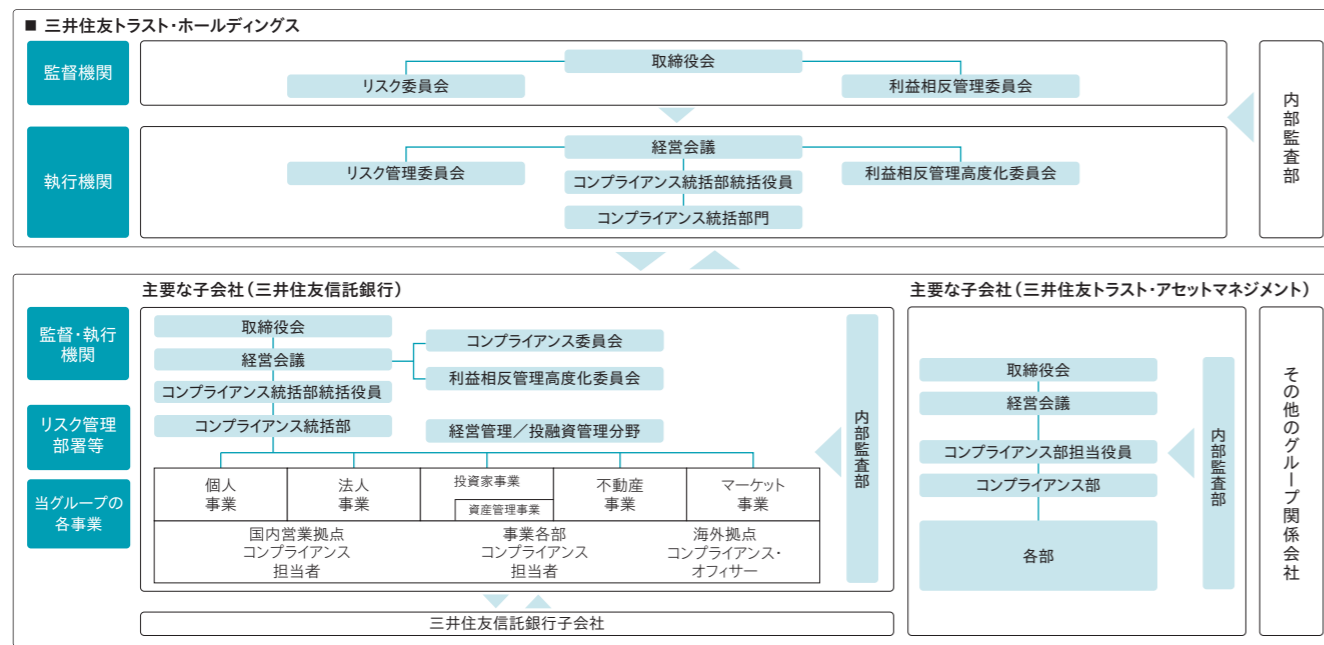 ■ 三井住友トラスト・ホールディングス
監督機関
取締役会
リスク委員会
利益相反管理委員会
執行機関
経営会議
リスク管理委員会
利益相反管理高度化委員会
コンプライアンス統括部統括役員
コンプライアンス統括部門
内部監査部
主要な子会社（三井住友信託銀行）
監督・執行
機関
リスク管理
部署等
当グループの
各事業
取締役会
経営会議
コンプライアンス委員会
利益相反管理高度化委員会
コンプライアンス統括部統括役員
コンプライアンス統括部
経営管理／投融資管理分野
個人
事業
法人
事業
投資家事業
資産管理事業
不動産
事業
マーケット
事業
国内営業拠点
コンプライアンス
担当者
事業各部
コンプライアンス
担当者
海外拠点
コンプライアンス・
オフィサー
内部監査部
三井住友信託銀行子会社
主要な子会社（三井住友トラスト・アセットマネジメント）
取締役会
経営会議
コンプライアンス部担当役員
コンプライアンス部
各部
内部監査部
その他のグループ関係会社